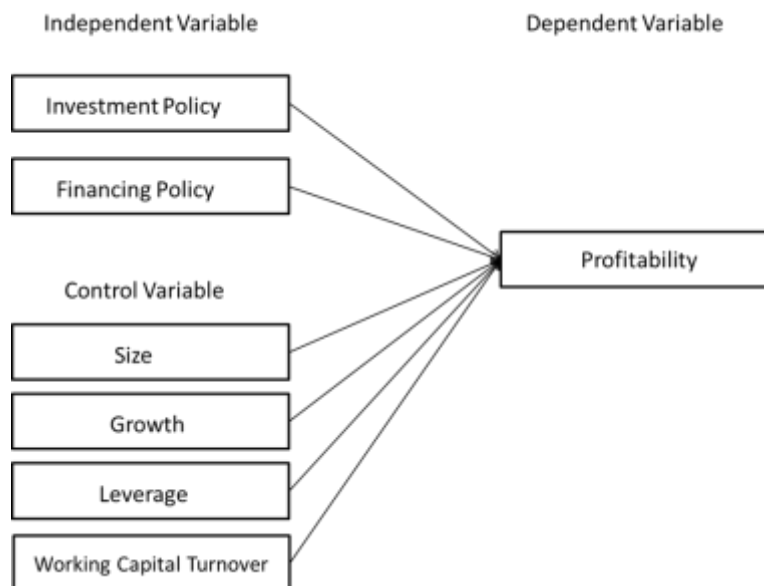 Independent Variable
Dependent Variable
Investment Policy
Financing Policy
Profitability
Control Variable
Size
Growth
Leverage
Working Capital Turnover